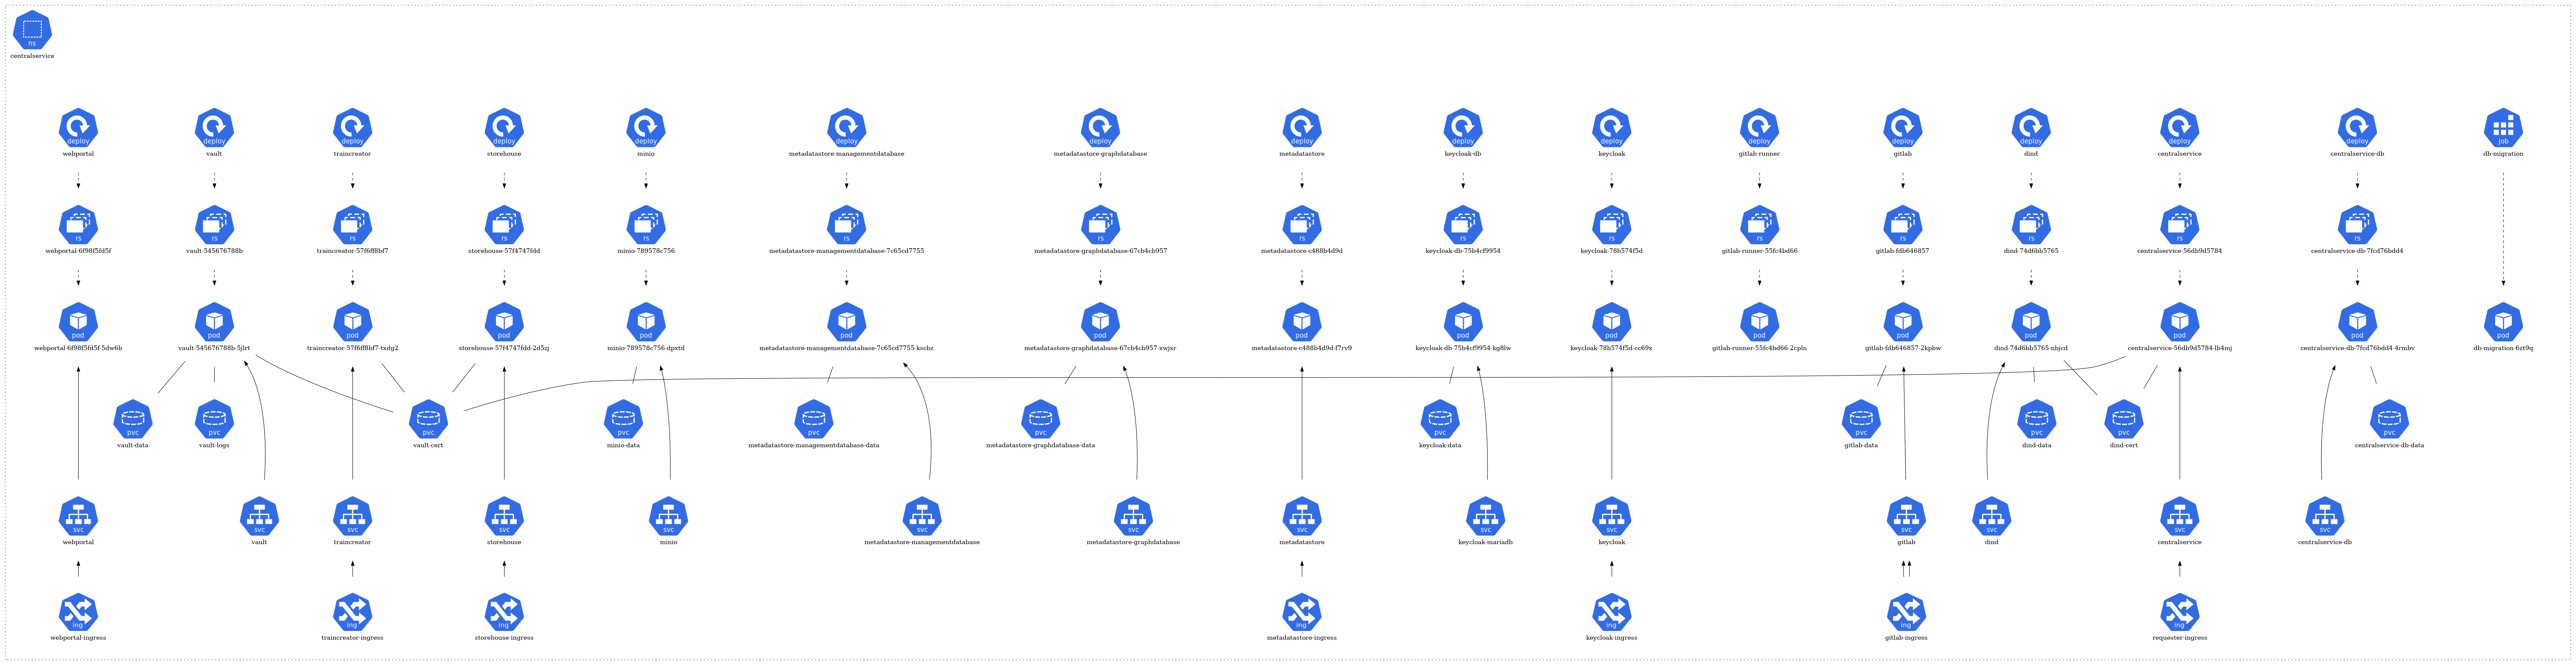 ns
centralservice
deploy deploy deploy deploy deploy deploy deploy deploy deploy deploy deploy deploy deploy deploy deploy job
webportal vault traincreator storehouse minio metadatastore-managementdatabase metadatastore-graphdatabase metadatastore keycloak-db keycloak gitlab-runner gitlab dind centralservice centralservice-db db-migration
rs rs rs rs rs rs rs rs rs rs rs rs rs rs rs
webportal-6f98f5fd5f vault-545676788b traincreator-57f6ff8bf7 storehouse-57f4747fdd minio-789578c756 metadatastore-managementdatabase-7c65cd7755 metadatastore-graphdatabase-67cb4cb957 metadatastore-c488b4d9d keycloak-db-75b4cf9954 keycloak-78b574f5d gitlab-runner-55fc4bd66 gitlab-fdb646857 dind-74d6bb5765 centralservice-56db9d5784 centralservice-db-7fcd76bdd4
pod pod pod pod pod pod pod pod pod pod pod pod pod pod pod pod
webportal-6f98f5fd5f-5dw6b vault-545676788b-5jlrt traincreator-57f6ff8bf7-txdg2 storehouse-57f4747fdd-2d5zj minio-789578c756-dpxtd metadatastore-managementdatabase-7c65cd7755-kscbz metadatastore-graphdatabase-67cb4cb957-xwjxr metadatastore-c488b4d9d-f7rv9 keycloak-db-75b4cf9954-kg8lw keycloak-78b574f5d-cc69x gitlab-runner-55fc4bd66-2cpln gitlab-fdb646857-2kpbw dind-74d6bb5765-nbjcd centralservice-56db9d5784-lb4mj centralservice-db-7fcd76bdd4-4rmbv db-migration-6zt9q
pvc pvc pvc pvc pvc pvc pvc pvc pvc pvc pvc
vault-data vault-logs vault-cert minio-data metadatastore-managementdatabase-data metadatastore-graphdatabase-data keycloak-data gitlab-data dind-data dind-cert centralservice-db-data
svc svc svc svc svc svc svc svc svc svc svc svc svc svc
webportal vault traincreator storehouse minio metadatastore-managementdatabase metadatastore-graphdatabase metadatastore keycloak-mariadb keycloak gitlab dind centralservice centralservice-db
ing ing ing ing ing ing ing
webportal-ingress traincreator-ingress storehouse-ingress metadatastore-ingress keycloak-ingress gitlab-ingress requester-ingress